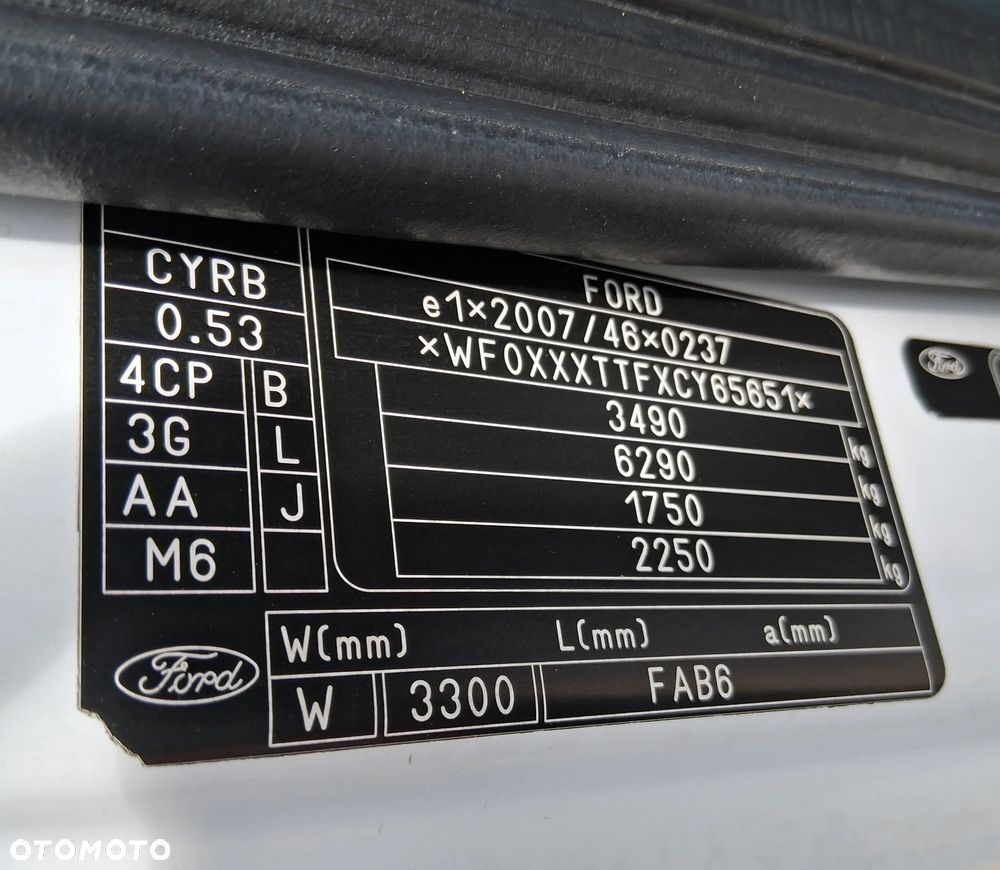 CYRB
0.53
4CP B
3G L
AA J
M6
FORD
e1×2007/46×0237
×WF0XXXTTFXCY65651×
3490 kg
6290 kg
1750 kg
2250 kg
Ford
W(mm) L(mm) a(mm)
W 3300 FAB6
Ford
OTOMOTO